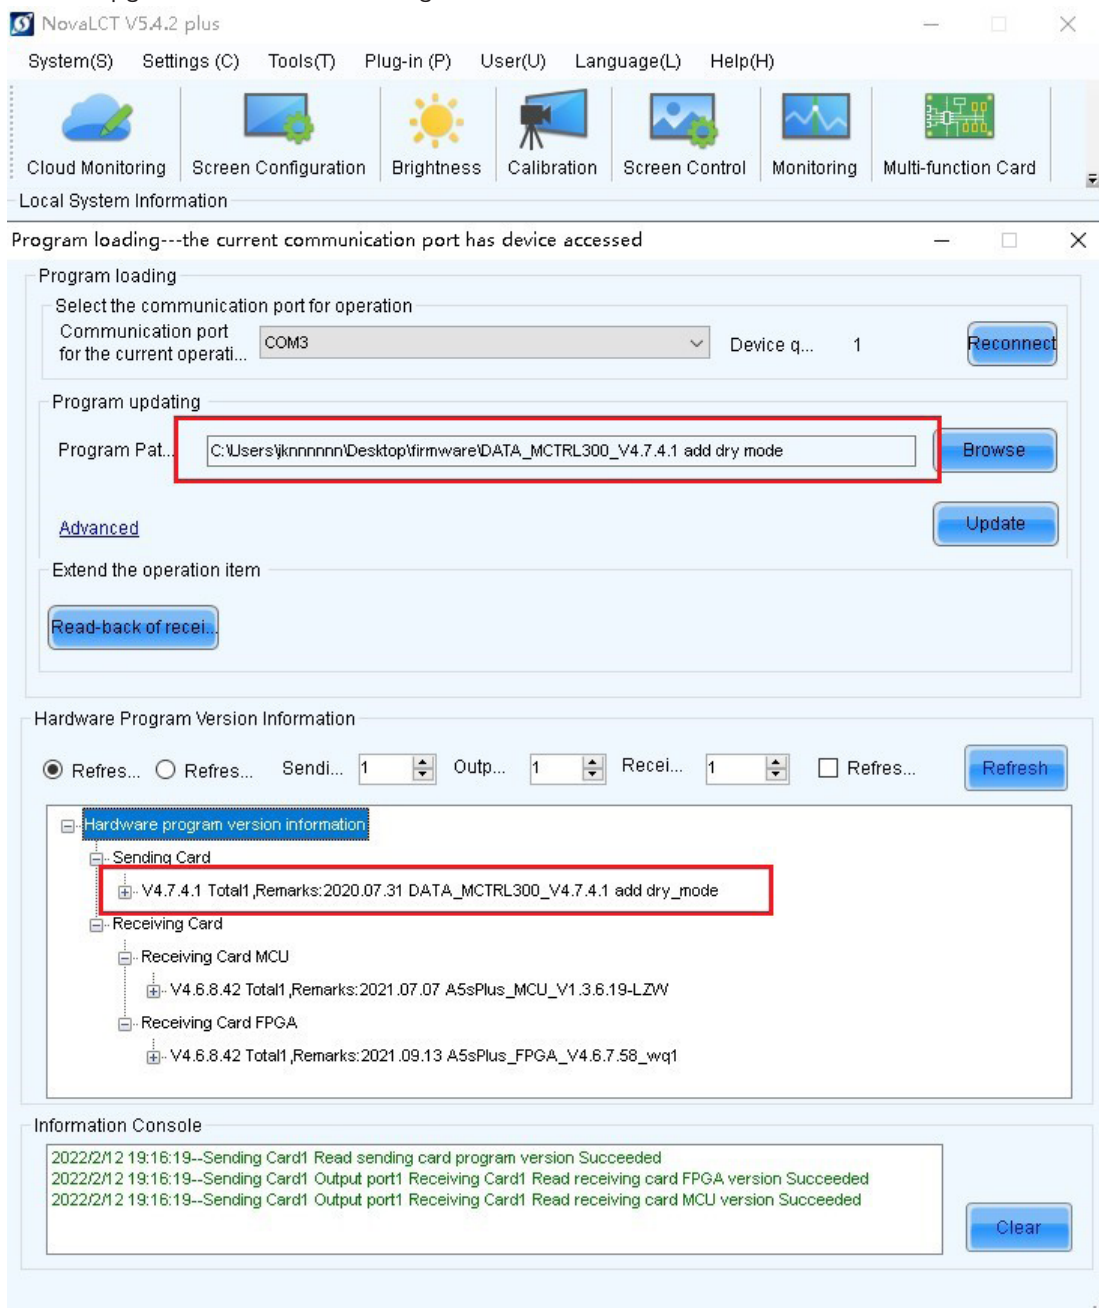 NovaLCT V5.4.2 plus
System(S) Settings (C) Tools(T) Plug-in (P) User(U) Language(L) Help(H)
Cloud Monitoring Screen Configuration Brightness Calibration Screen Control Monitoring Multi-function Card
Local System Information
Program loading---the current communication port has device accessed
Program loading
Select the communication port for operation
Communication port
for the current operati... COM3 Device q... 1 Reconnect
Program updating
Program Pat... C:\Users\jknnnnnn\Desktop\firmware\DATA_MCTRL300_V4.7.4.1 add dry mode Browse
Advanced Update
Extend the operation item
Read-back of recei...
Hardware Program Version Information
Refres... Refres... Sendi... 1 Outp... 1 Recei... 1 Refres... Refresh
Hardware program version information
Sending Card
V4.7.4.1 Total1 ,Remarks:2020.07.31 DATA_MCTRL300_V4.7.4.1 add dry_mode
Receiving Card
Receiving Card MCU
V4.6.8.42 Total1 ,Remarks:2021.07.07 A5sPlus_MCU_V1.3.6.19-LZW
Receiving Card FPGA
V4.6.8.42 Total1 ,Remarks:2021.09.13 A5sPlus_FPGA_V4.6.7.58_wq1
Information Console
2022/2/12 19:16:19--Sending Card1 Read sending card program version Succeeded
2022/2/12 19:16:19--Sending Card1 Output port1 Receiving Card1 Read receiving card FPGA version Succeeded
2022/2/12 19:16:19--Sending Card1 Output port1 Receiving Card1 Read receiving card MCU version Succeeded
Clear